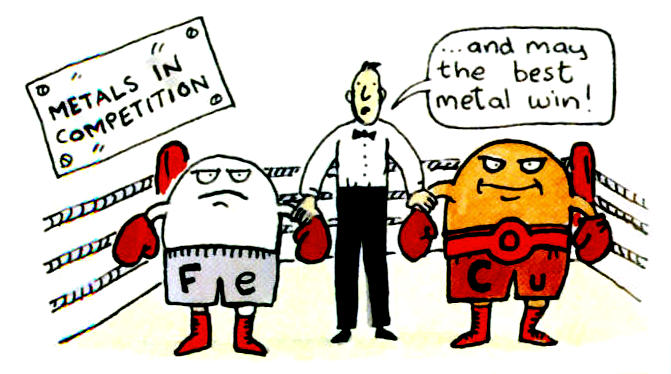 METALS IN
COMPETITION
...and may
the best
metal win!
Fe
Cu